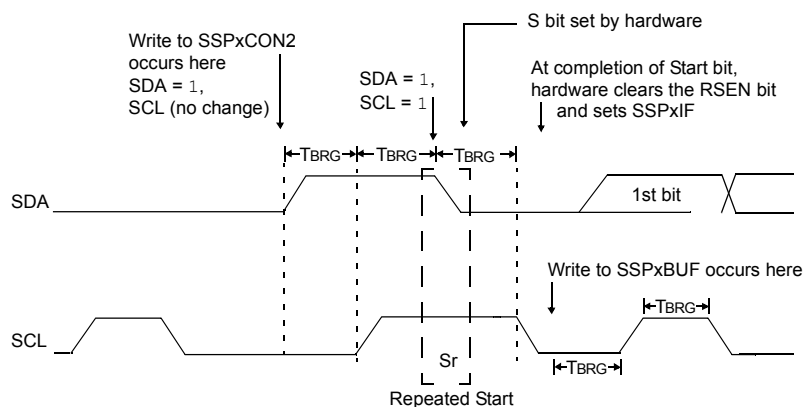 S bit set by hardware
Write to SSPxCON2
occurs here
SDA = 1,
SCL (no change)
SDA = 1,
SCL = 1
At completion of Start bit,
hardware clears the RSEN bit
and sets SSPxIF
TBRG TBRG TBRG
SDA
1st bit
Write to SSPxBUF occurs here
TBRG
SCL
Sr
TBRG
Repeated Start